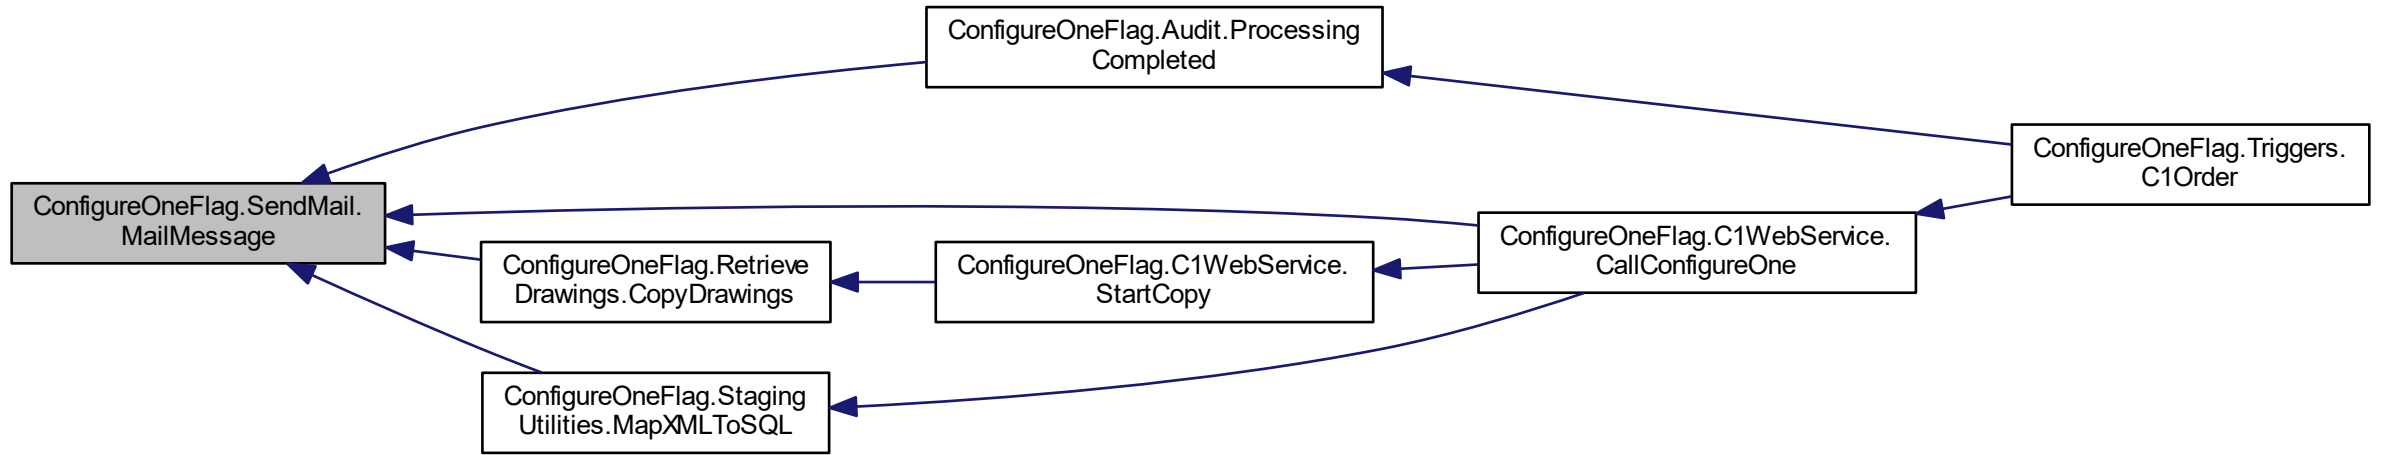 ConfigureOneFlag.Audit.Processing
Completed
ConfigureOneFlag.Triggers.
C1Order
ConfigureOneFlag.SendMail.
MailMessage
ConfigureOneFlag.C1WebService.
CallConfigureOne
ConfigureOneFlag.Retrieve
Drawings.CopyDrawings
ConfigureOneFlag.C1WebService.
StartCopy
ConfigureOneFlag.Staging
Utilities.MapXMLToSQL